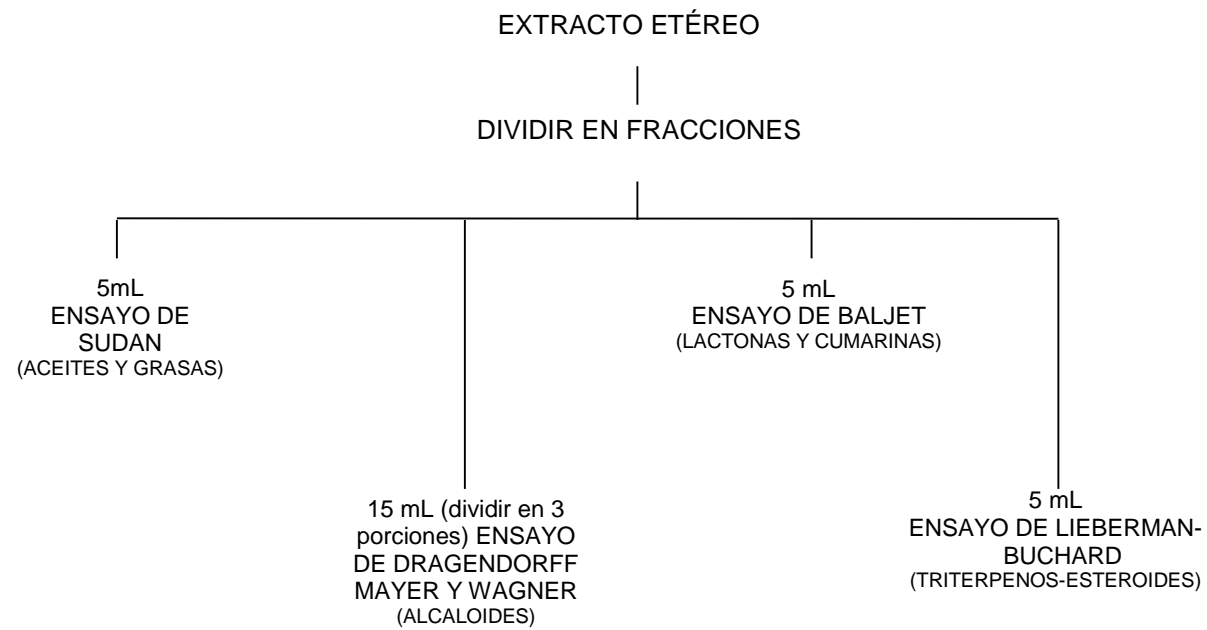 EXTRACTO ETÉREO
DIVIDIR EN FRACCIONES
5mL
ENSAYO DE
SUDAN
(ACEITES Y GRASAS)
15 mL (dividir en 3
porciones) ENSAYO
DE DRAGENDORFF
MAYER Y WAGNER
(ALCALOIDES)
5 mL
ENSAYO DE BALJET
(LACTONAS Y CUMARINAS)
5 mL
ENSAYO DE LIEBERMAN-
BUCHARD
(TRITERPENOS-ESTEROIDES)